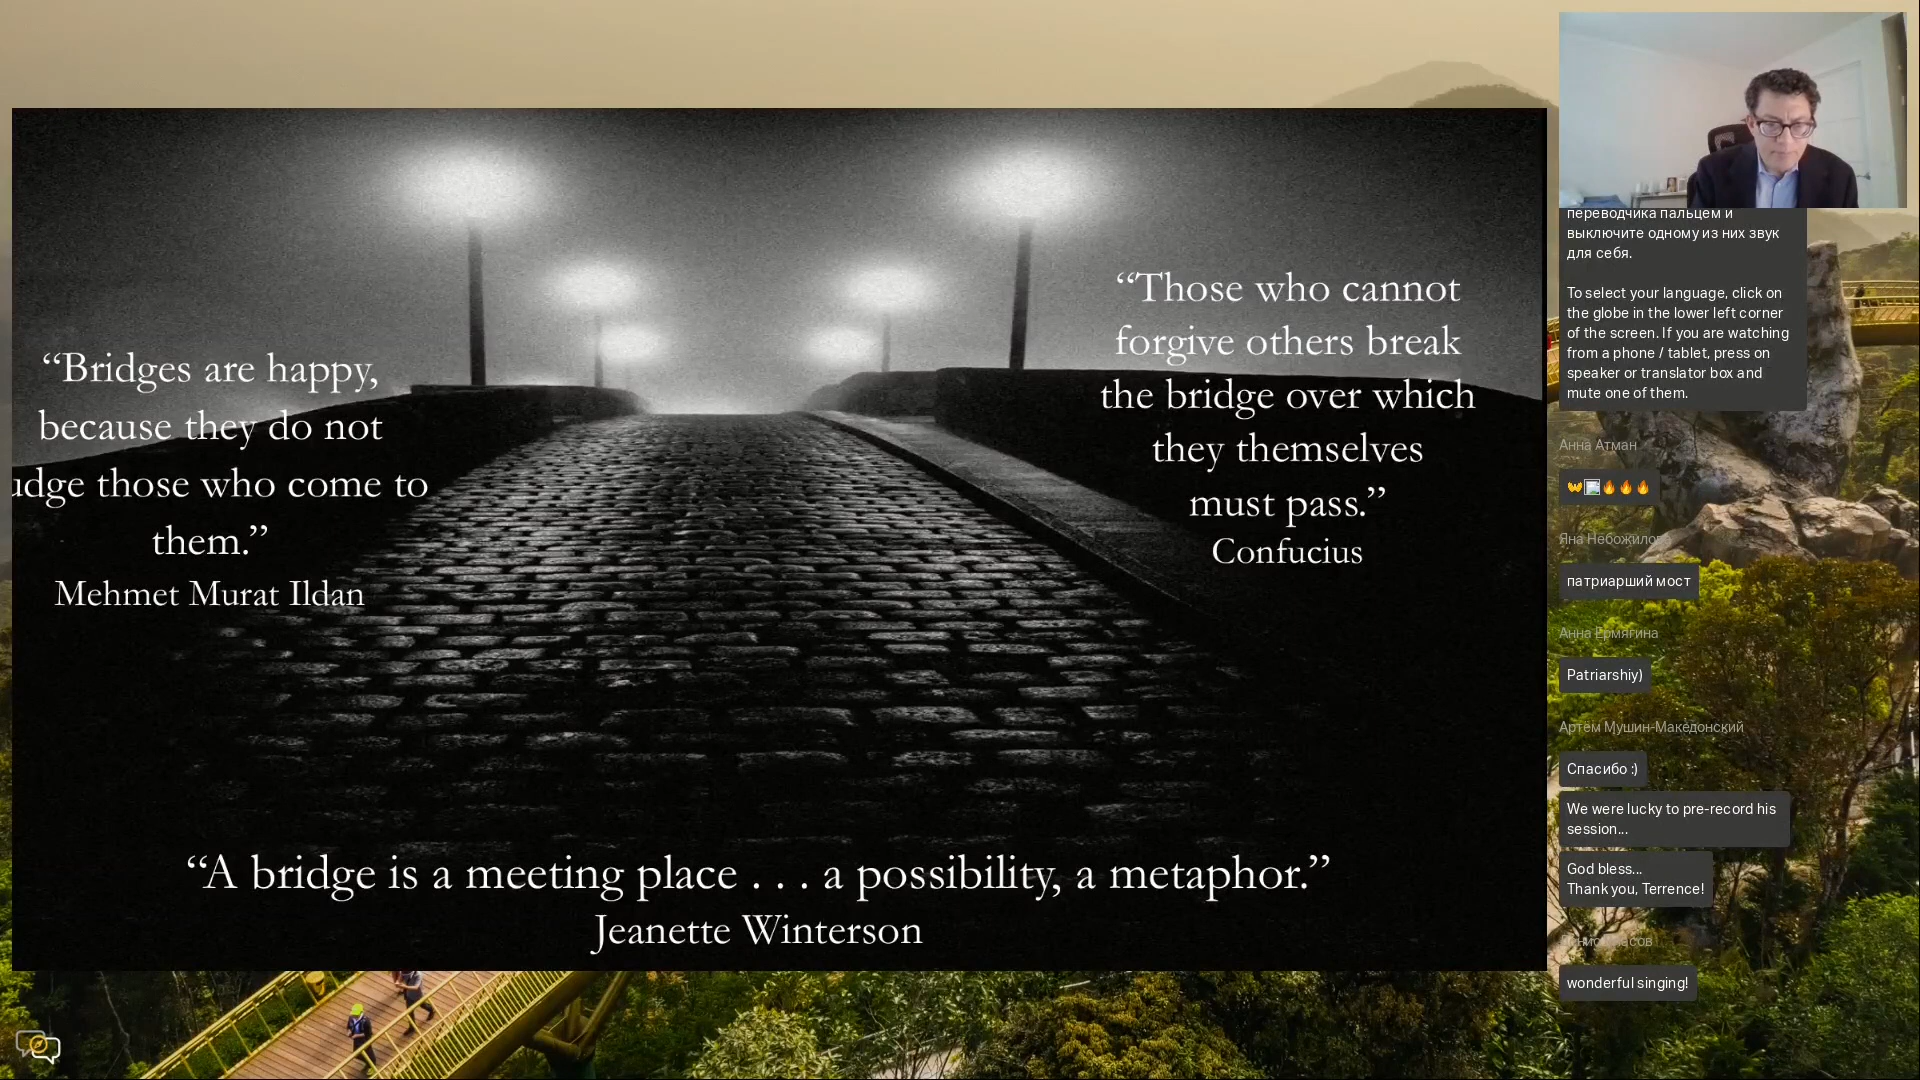 “Bridges are happy,
because they do not
udge those who come to
them.”
Mehmet Murat Ildan
“Those who cannot
forgive others break
the bridge over which
they themselves
must pass.”
Confucius
“A bridge is a meeting place . . . a possibility, a metaphor.”
Jeanette Winterson
переводчика пальцем и
выключите одному из них звук
для себя.
To select your language, click on
the globe in the lower left corner
of the screen. If you are watching
from a phone / tablet, press on
speaker or translator box and
mute one of them.
Анна Атман
Яна Небожилова
патриарший мост
Анна Ермягина
Patriarshiy)
Артём Мушин-Македонский
Спасибо :)
We were lucky to pre-record his
session...
God bless...
Thank you, Terrence!
wonderful singing!